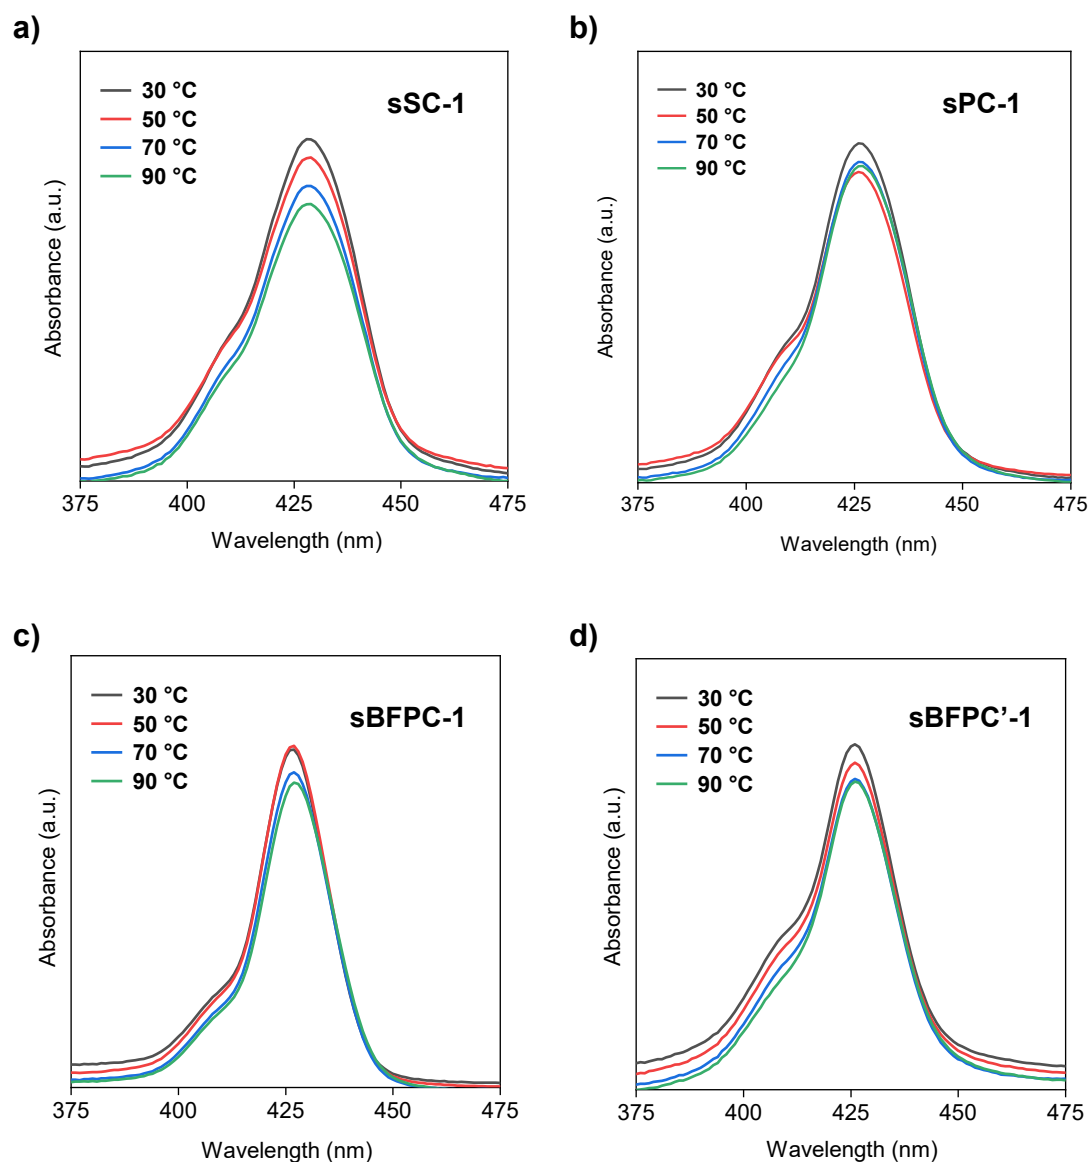 a)
30 °C
50 °C
70 °C
90 °C
sSC-1
Absorbance (a.u.)
375
400
425
450
475
Wavelength (nm)
b)
30 °C
50 °C
70 °C
90 °C
sPC-1
Absorbance (a.u.)
375
400
425
450
475
Wavelength (nm)
c)
30 °C
50 °C
70 °C
90 °C
sBFPC-1
Absorbance (a.u.)
375
400
425
450
475
Wavelength (nm)
d)
30 °C
50 °C
70 °C
90 °C
sBFPC’-1
Absorbance (a.u.)
375
400
425
450
475
Wavelength (nm)